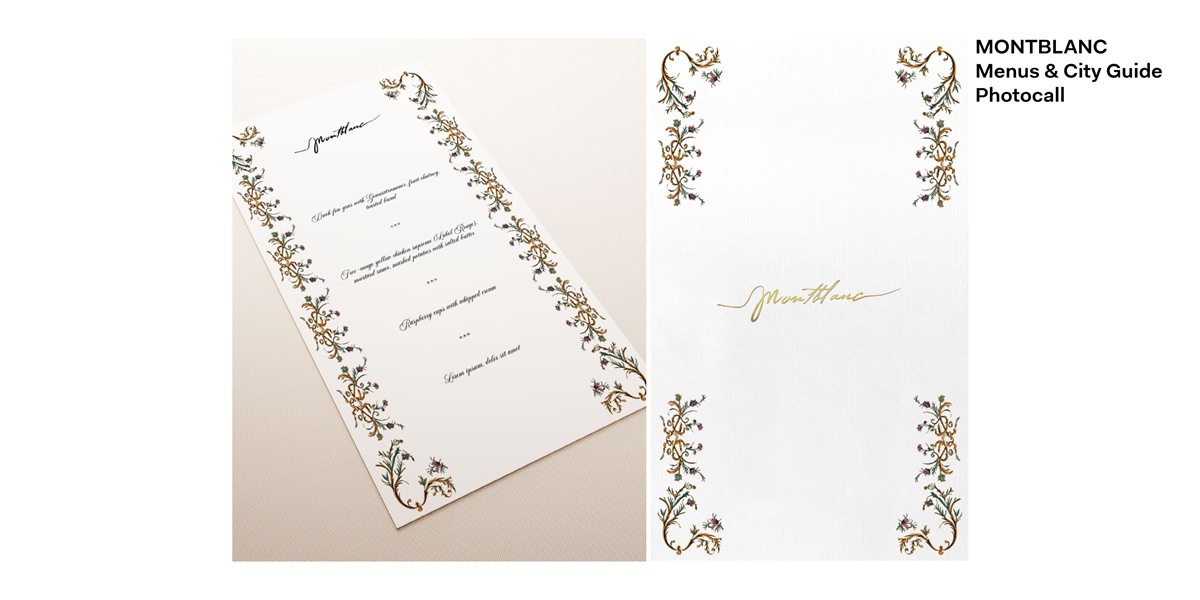 MONTBLANC
Menus & City Guide
Photocall
Montblanc
Duck foie gras with Gewurztraminer, fruit chutney,
toasted bread
***
Free-range yellow chicken supreme (Label Rouge),
mustard sauce, mashed potatoes with salted butter
***
Raspberry cups with whipped cream
***
Lorem ipsum, dolor sit amet
Montblanc